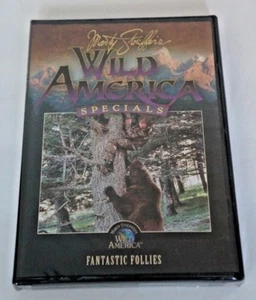 Marty Stouffer's
WILD
AMERICA
SPECIALS
WILD
AMERICA
FANTASTIC FOLLIES